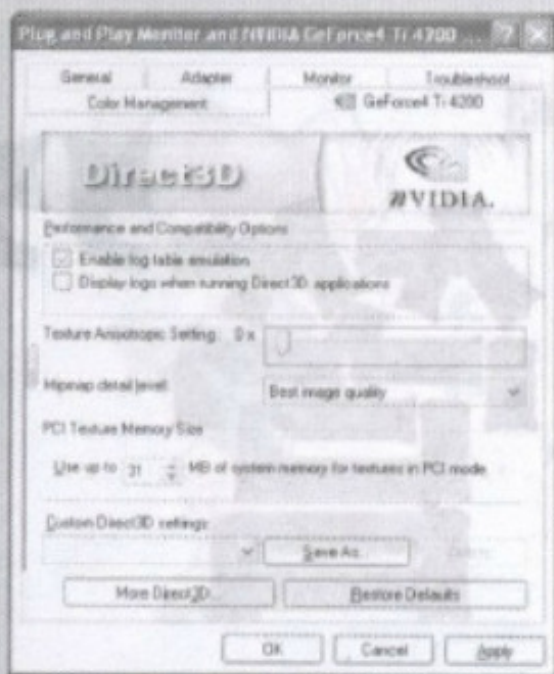 Plug and Play Monitor and NVIDIA GeForce4 Ti 4200 ...
General Adapter Monitor Troubleshoot
Color Management GeForce4 Ti 4200
Direct3D
NVIDIA.
Performance and Compatibility Options
Enable fog table emulation
Display logo when running Direct3D applications
Texture Anisotropic Setting: 0 x
Mipmap detail level: Best image quality
PCI Texture Memory Size
Use up to 31 MB of system memory for textures in PCI mode
Custom Direct3D settings:
Save As...
More Direct3D... Restore Defaults
OK Cancel Apply